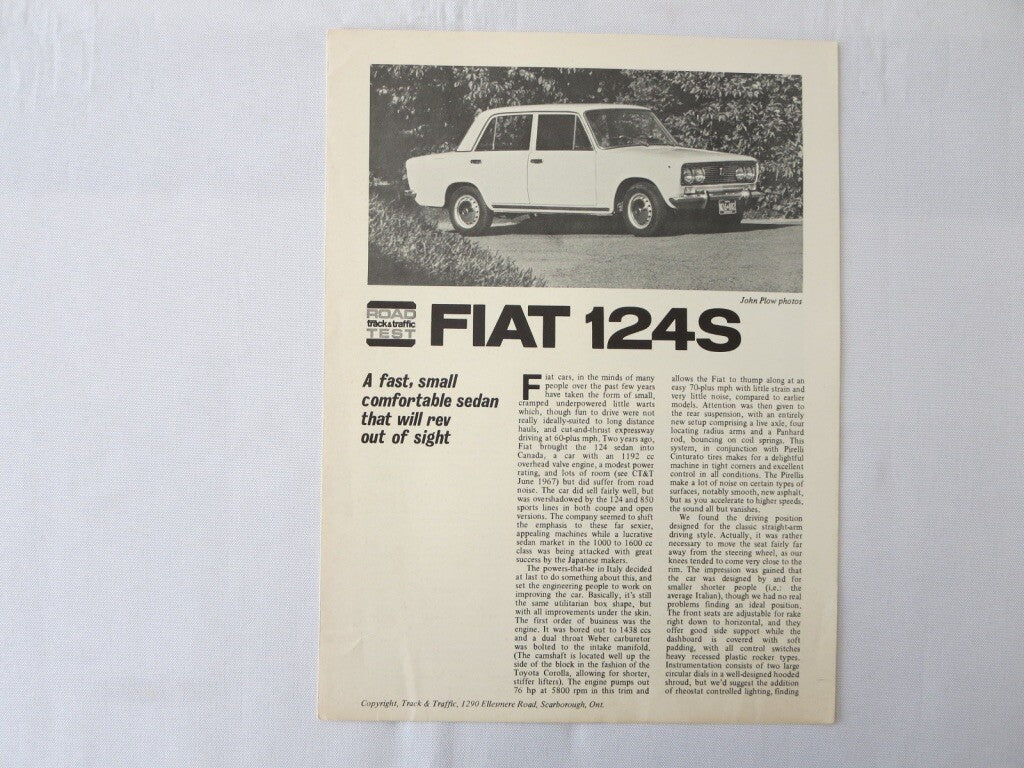 John Plow photos
ROAD
track & traffic
TEST
FIAT 124S
A fast, small
comfortable sedan
that will rev
out of sight
Fiat cars, in the minds of many
people over the past few years
have taken the form of small,
cramped underpowered little warts
which, though fun to drive were not
really ideally-suited to long distance
hauls, and cut-and-thrust expressway
driving at 60-plus mph. Two years ago,
Fiat brought the 124 sedan into
Canada, a car with an 1192 cc
overhead valve engine, a modest power
rating, and lots of room (see CT&T
June 1967) but did suffer from road
noise. The car did sell fairly well, but
was overshadowed by the 124 and 850
sports lines in both coupe and open
versions. The company seemed to shift
the emphasis to these far sexier,
appealing machines while a lucrative
sedan market in the 1000 to 1600 cc
class was being attacked with great
success by the Japanese makers.
The powers-that-be in Italy decided
at last to do something about this, and
set the engineering people to work on
improving the car. Basically, it's still
the same utilitarian box shape, but
with all improvements under the skin.
The first order of business was the
engine. It was bored out to 1438 ccs
and a dual throat Weber carburetor
was bolted to the intake manifold.
(The camshaft is located well up the
side of the block in the fashion of the
Toyota Corolla, allowing for shorter,
stiffer lifters). The engine pumps out
76 hp at 5800 rpm in this trim and
allows the Fiat to thump along at an
easy 70-plus mph with little strain and
very little noise, compared to earlier
models. Attention was then given to
the rear suspension, with an entirely
new setup comprising a live axle, four
locating radius arms and a Panhard
rod, bouncing on coil springs. This
system, in conjunction with Pirelli
Cinturato tires makes for a delightful
machine in tight corners and excellent
control in all conditions. The Pirellis
make a lot of noise on certain types of
surfaces, notably smooth, new asphalt,
but as you accelerate to higher speeds,
the sound all but vanishes.
We found the driving position
designed for the classic straight-arm
driving style. Actually, it was rather
necessary to move the seat fairly far
away from the steering wheel, as our
knees tended to come very close to the
rim. The impression was gained that
the car was designed by and for
smaller shorter people (i.e.: the
average Italian), though we had no real
problems finding an ideal position.
The front seats are adjustable for rake
right down to horizontal, and they
offer good side support while the
dashboard is covered with soft
padding, with all control switches
heavy recessed plastic rocker types.
Instrumentation consists of two large
circular dials in a well-designed hooded
shroud, but we'd suggest the addition
of rheostat controlled lighting, finding
Copyright, Track & Traffic, 1290 Ellesmere Road, Scarborough, Ont.